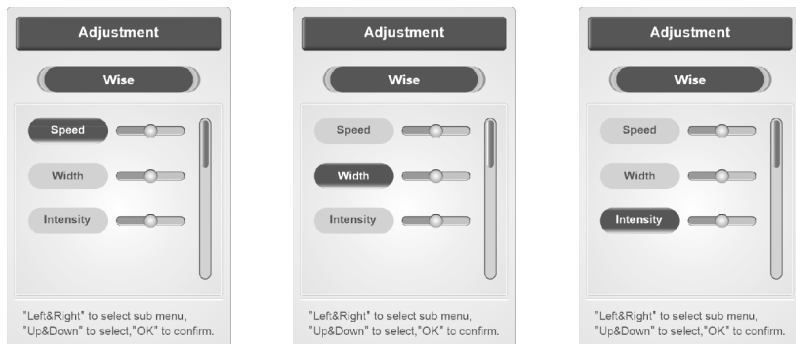 Adjustment
Wise
Speed
Width
Intensity
"Left&Right" to select sub menu,
"Up&Down" to select,"OK" to confirm.
Adjustment
Wise
Speed
Width
Intensity
"Left&Right" to select sub menu,
"Up&Down" to select,"OK" to confirm.
Adjustment
Wise
Speed
Width
Intensity
"Left&Right" to select sub menu,
"Up&Down" to select,"OK" to confirm.